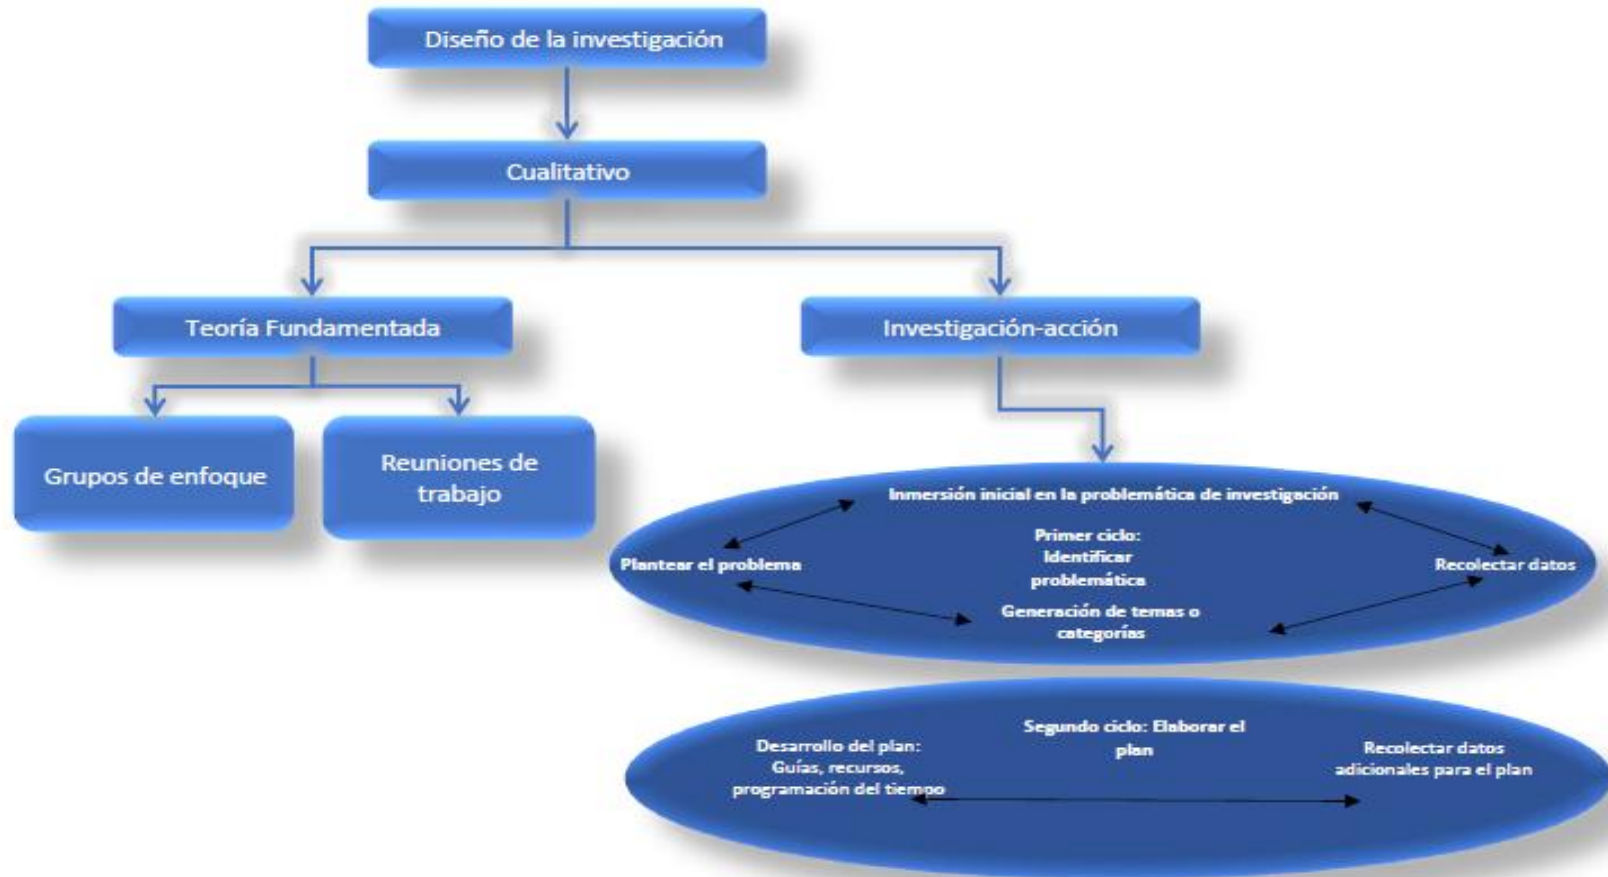 Diseño de la investigación
Cualitativo
Teoría Fundamentada
Investigación-acción
Grupos de enfoque
Reuniones de
trabajo
Inmersión inicial en la problemática de investigación
Primer ciclo:
Identificar
problemática
Plantear el problema
Recolectar datos
Generación de temas o
categorías
Segundo ciclo: Elaborar el
plan
Desarrollo del plan:
Guías, recursos,
programación del tiempo
Recolectar datos
adicionales para el plan